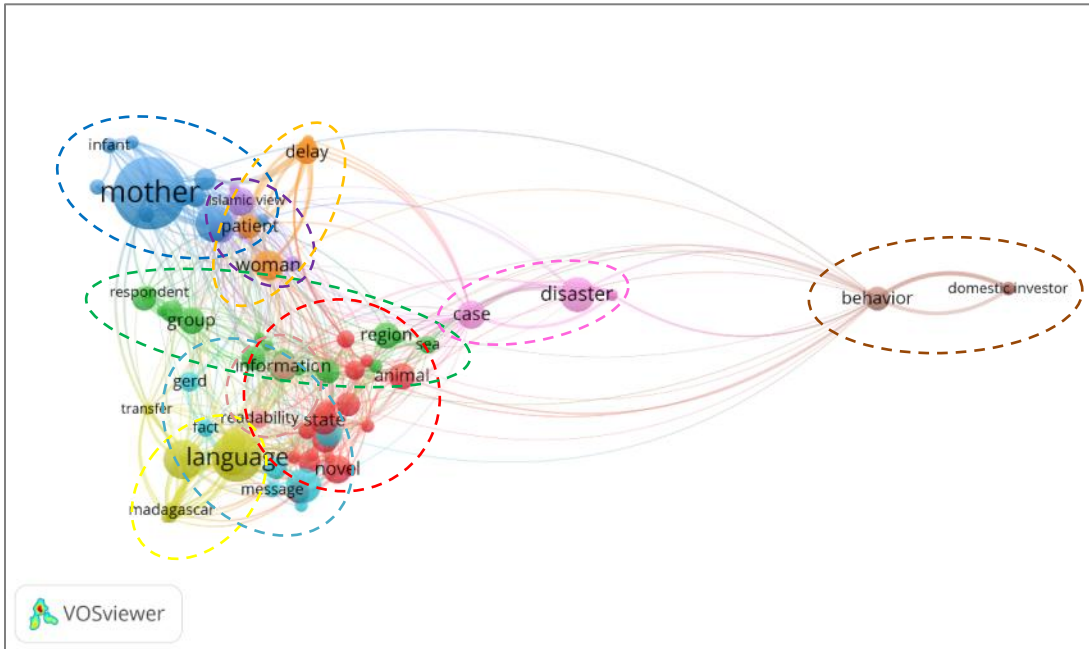 infant
delay
mother
islamic view
patient
woman
respondent
group
disaster
behavior
domestic investor
case
region
sea
information
animal
gerd
transfer
readability
state
fact
language
novel
message
madagascar
VOSviewer